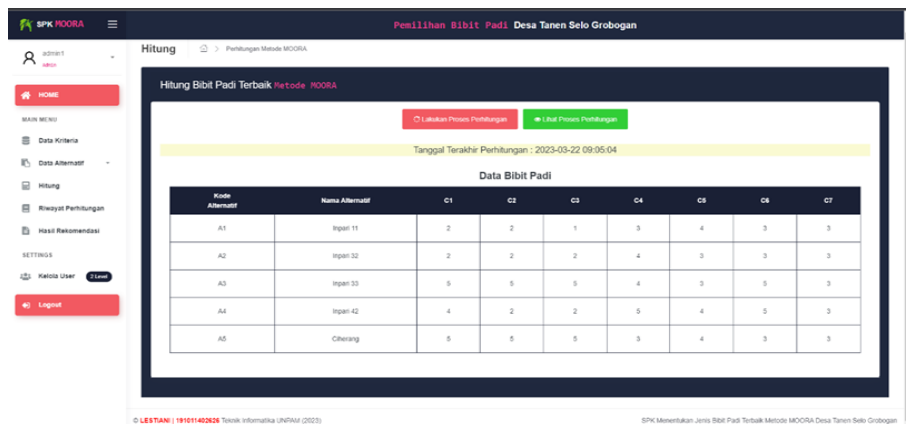 SPK MOORA
Pemilihan Bibit Padi Desa Tanen Selo Grobogan
admin1
admin
Hitung > Perhitungan Metode MOORA
HOME
MAIN MENU
Data Kriteria
Data Alternatif
Hitung
Riwayat Perhitungan
Hasil Rekomendasi
SETTINGS
Kelola User 2 Level
Logout
Hitung Bibit Padi Terbaik Metode MOORA
Lakukan Proses Perhitungan Lihat Proses Perhitungan
Tanggal Terakhir Perhitungan : 2023-03-22 09:05:04
Data Bibit Padi
Kode Alternatif Nama Alternatif C1 C2 C3 C4 C5 C6 C7
A1 Inpari 11 2 2 1 3 4 3 3
A2 Inpari 32 2 2 2 4 3 3 3
A3 Inpari 33 5 5 5 4 3 5 3
A4 Inpari 42 4 2 2 5 4 5 3
A5 Ciherang 5 5 5 3 4 3 3
© LESTIANI | 191011402626 Teknik Informatika UNPAM (2023)
SPK Menentukan Jenis Bibit Padi Terbaik Metode MOORA Desa Tanen Selo Grobogan